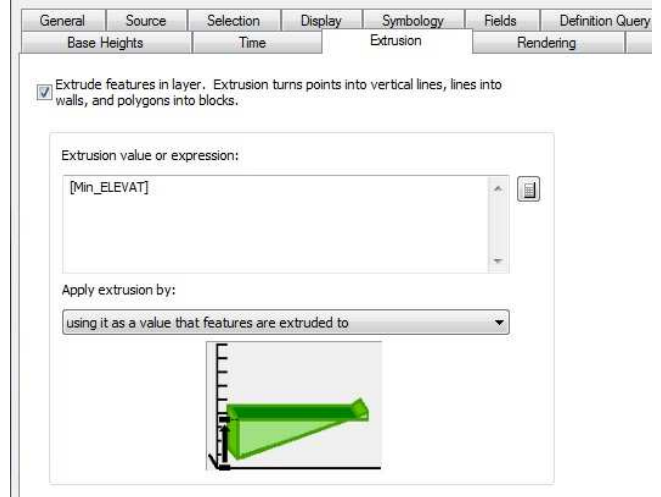 General Source Selection Display Symbology Fields Definition Query
Base Heights Time Extrusion Rendering
Extrude features in layer. Extrusion turns points into vertical lines, lines into
walls, and polygons into blocks.
Extrusion value or expression:
[Min_ELEVAT]
Apply extrusion by:
using it as a value that features are extruded to